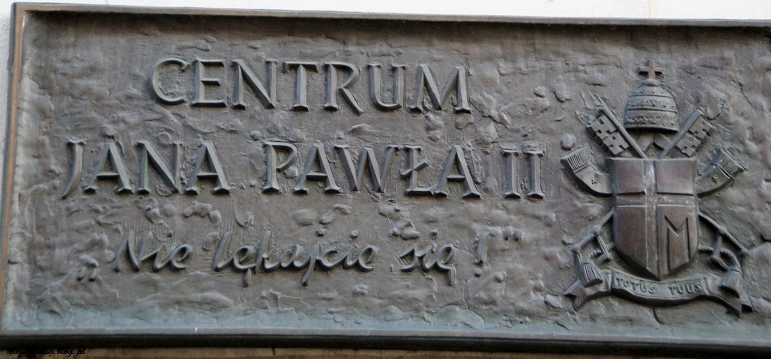 CENTRUM
JANA PAWŁA II
„Nie lękajcie się!"
M
TOTUS TUUS